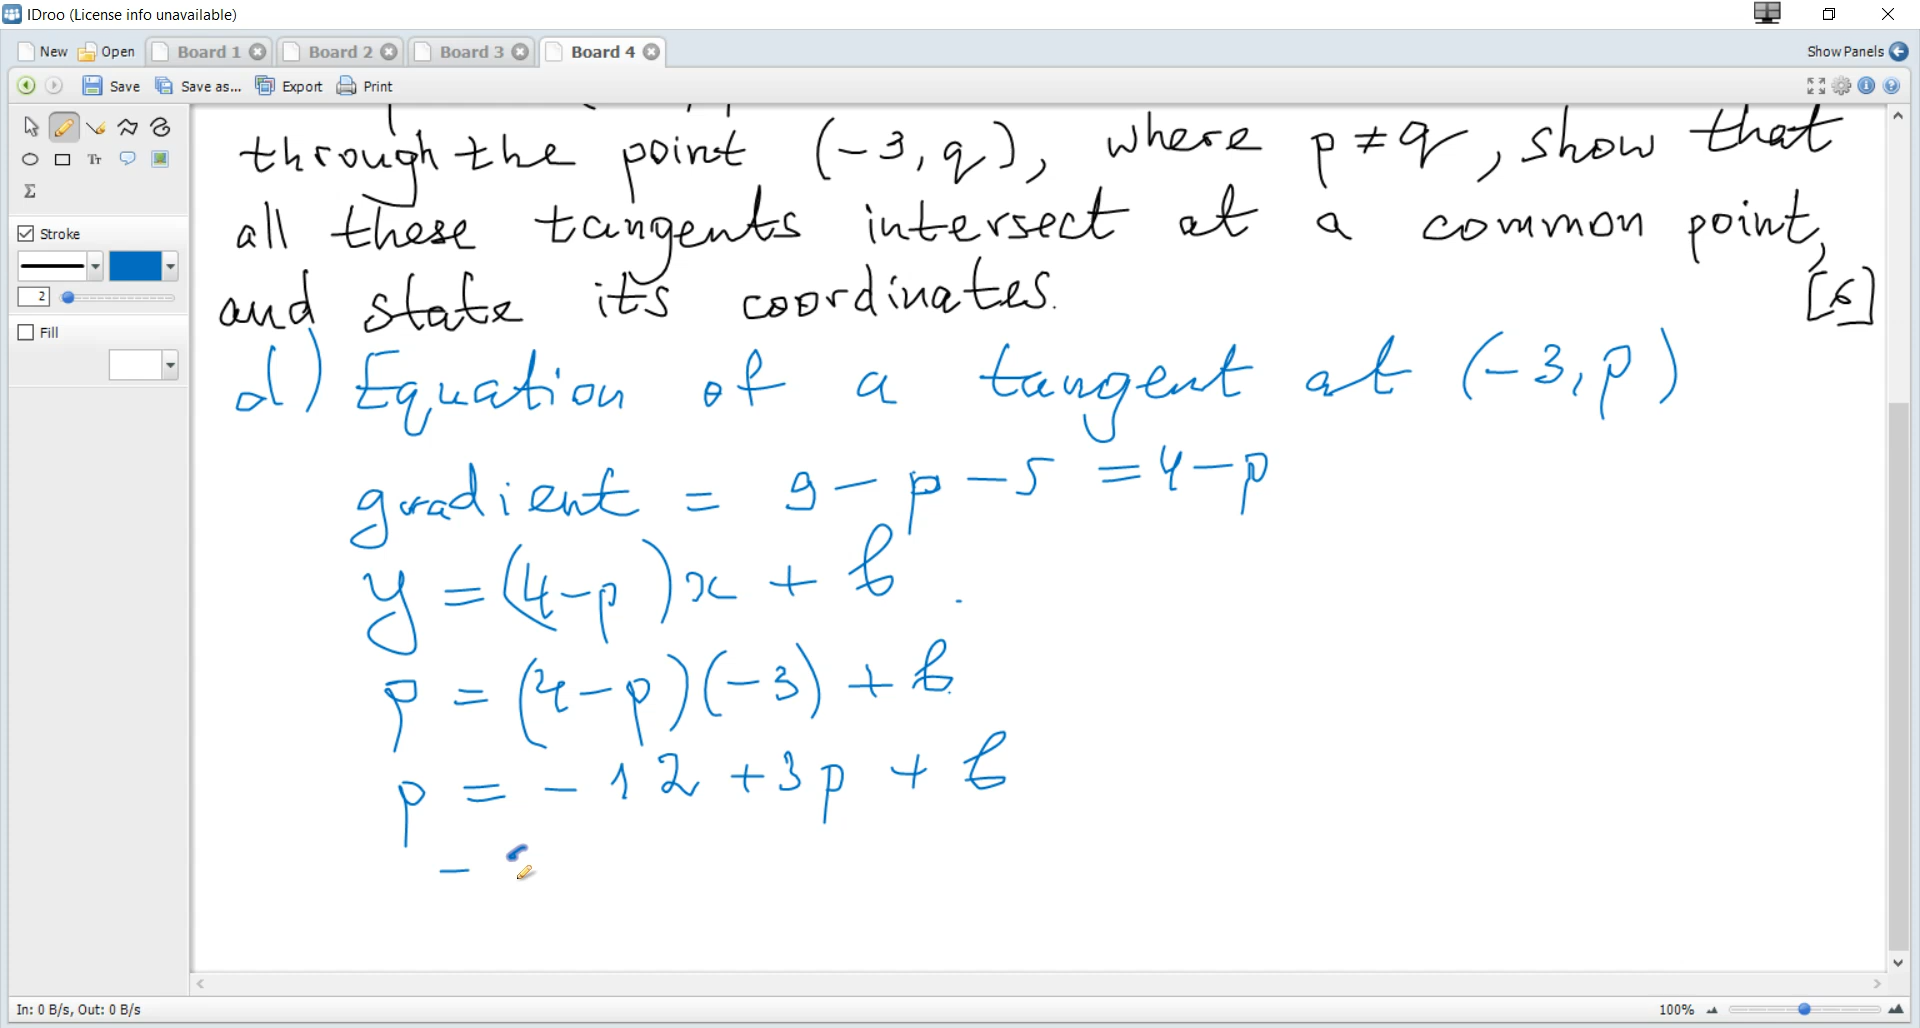 IDroo (License info unavailable)
New Open Board 1 Board 2 Board 3 Board 4 Show Panels
Save Save as... Export Print
Tt
Σ
Stroke
2
Fill
through the point (-3, q), where p ≠ q, show that
all these tangents intersect at a common point,
and state its coordinates. [6]
d) Equation of a tangent at (-3, p)
gradient = 9 - p - 5 = 4 - p
y = (4-p)x + b
p = (4-p)(-3) + b
p = - 12 + 3p + b
-
In: 0 B/s, Out: 0 B/s 100%